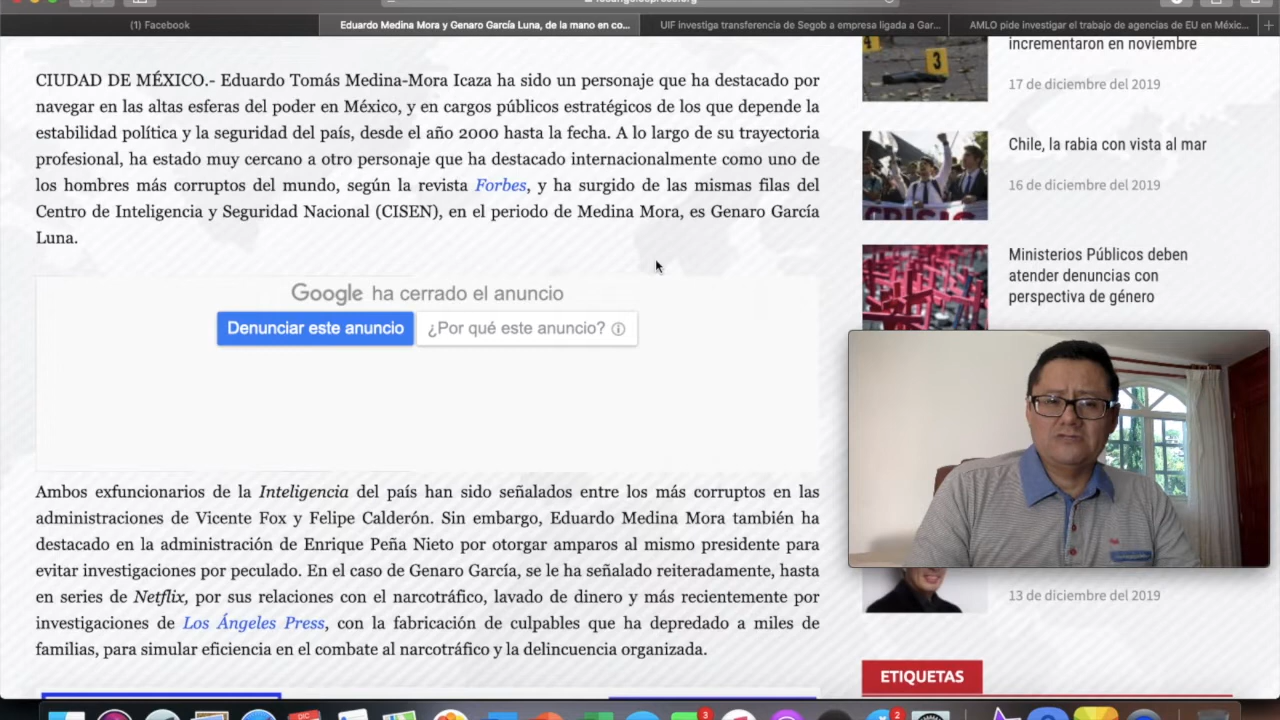 (1) Facebook
Eduardo Medina Mora y Genaro García Luna, de la mano en co...
UIF investiga transferencia de Segob a empresa ligada a Gar...
AMLO pide investigar el trabajo de agencias de EU en Méxic...
CIUDAD DE MÉXICO.- Eduardo Tomás Medina-Mora Icaza ha sido un personaje que ha destacado por
navegar en las altas esferas del poder en México, y en cargos públicos estratégicos de los que depende la
estabilidad política y la seguridad del país, desde el año 2000 hasta la fecha. A lo largo de su trayectoria
profesional, ha estado muy cercano a otro personaje que ha destacado internacionalmente como uno de
los hombres más corruptos del mundo, según la revista Forbes, y ha surgido de las mismas filas del
Centro de Inteligencia y Seguridad Nacional (CISEN), en el periodo de Medina Mora, es Genaro García
Luna.
Google ha cerrado el anuncio
Denunciar este anuncio
¿Por qué este anuncio?
Ambos exfuncionarios de la Inteligencia del país han sido señalados entre los más corruptos en las
administraciones de Vicente Fox y Felipe Calderón. Sin embargo, Eduardo Medina Mora también ha
destacado en la administración de Enrique Peña Nieto por otorgar amparos al mismo presidente para
evitar investigaciones por peculado. En el caso de Genaro García, se le ha señalado reiteradamente, hasta
en series de Netflix, por sus relaciones con el narcotráfico, lavado de dinero y más recientemente por
investigaciones de Los Ángeles Press, con la fabricación de culpables que ha depredado a miles de
familias, para simular eficiencia en el combate al narcotráfico y la delincuencia organizada.
incrementaron en noviembre
17 de diciembre del 2019
3
Chile, la rabia con vista al mar
16 de diciembre del 2019
CRISIS
Ministerios Públicos deben
atender denuncias con
perspectiva de género
13 de diciembre del 2019
ETIQUETAS
3
2